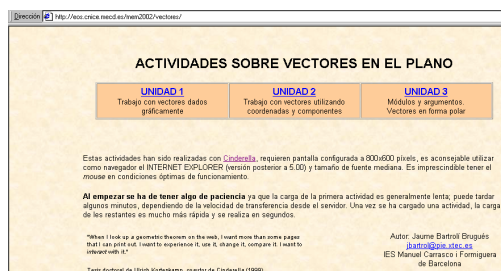 Dirección http://eos.cnice.mecd.es/mem2002/vectores/
ACTIVIDADES SOBRE VECTORES EN EL PLANO
UNIDAD 1
Trabajo con vectores dados
gráficamente
UNIDAD 2
Trabajo con vectores utilizando
coordenadas y componentes
UNIDAD 3
Módulos y argumentos.
Vectores en forma polar
Estas actividades han sido realizadas con Cinderella, requieren pantalla configurada a 800x600 píxels, es aconsejable utilizar
como navegador el INTERNET EXPLORER (versión posterior a 5.00) y tamaño de fuente mediana. Es imprescindible tener el
mouse en condiciones óptimas de funcionamiento.
Al empezar se ha de tener algo de paciencia ya que la carga de la primera actividad es generalmente lenta; puede tardar
algunos minutos, dependiendo de la velocidad de transferencia desde el servidor. Una vez se ha cargado una actividad, la carga
de les restantes es mucho más rápida y se realiza en segundos.
"When I look up a geometric theorem on the web, I want more than some pages
that I can print out. I want to experience it, use it, change it, compare it. I want to
interact with it."
Tesis doctoral de Ulrich Kortenkamp, coautor de Cinderella (1999)
Autor: Jaume Bartrolí Brugués
jbartrol@pie.xtec.es
IES Manuel Carrasco i Formiguera
de Barcelona